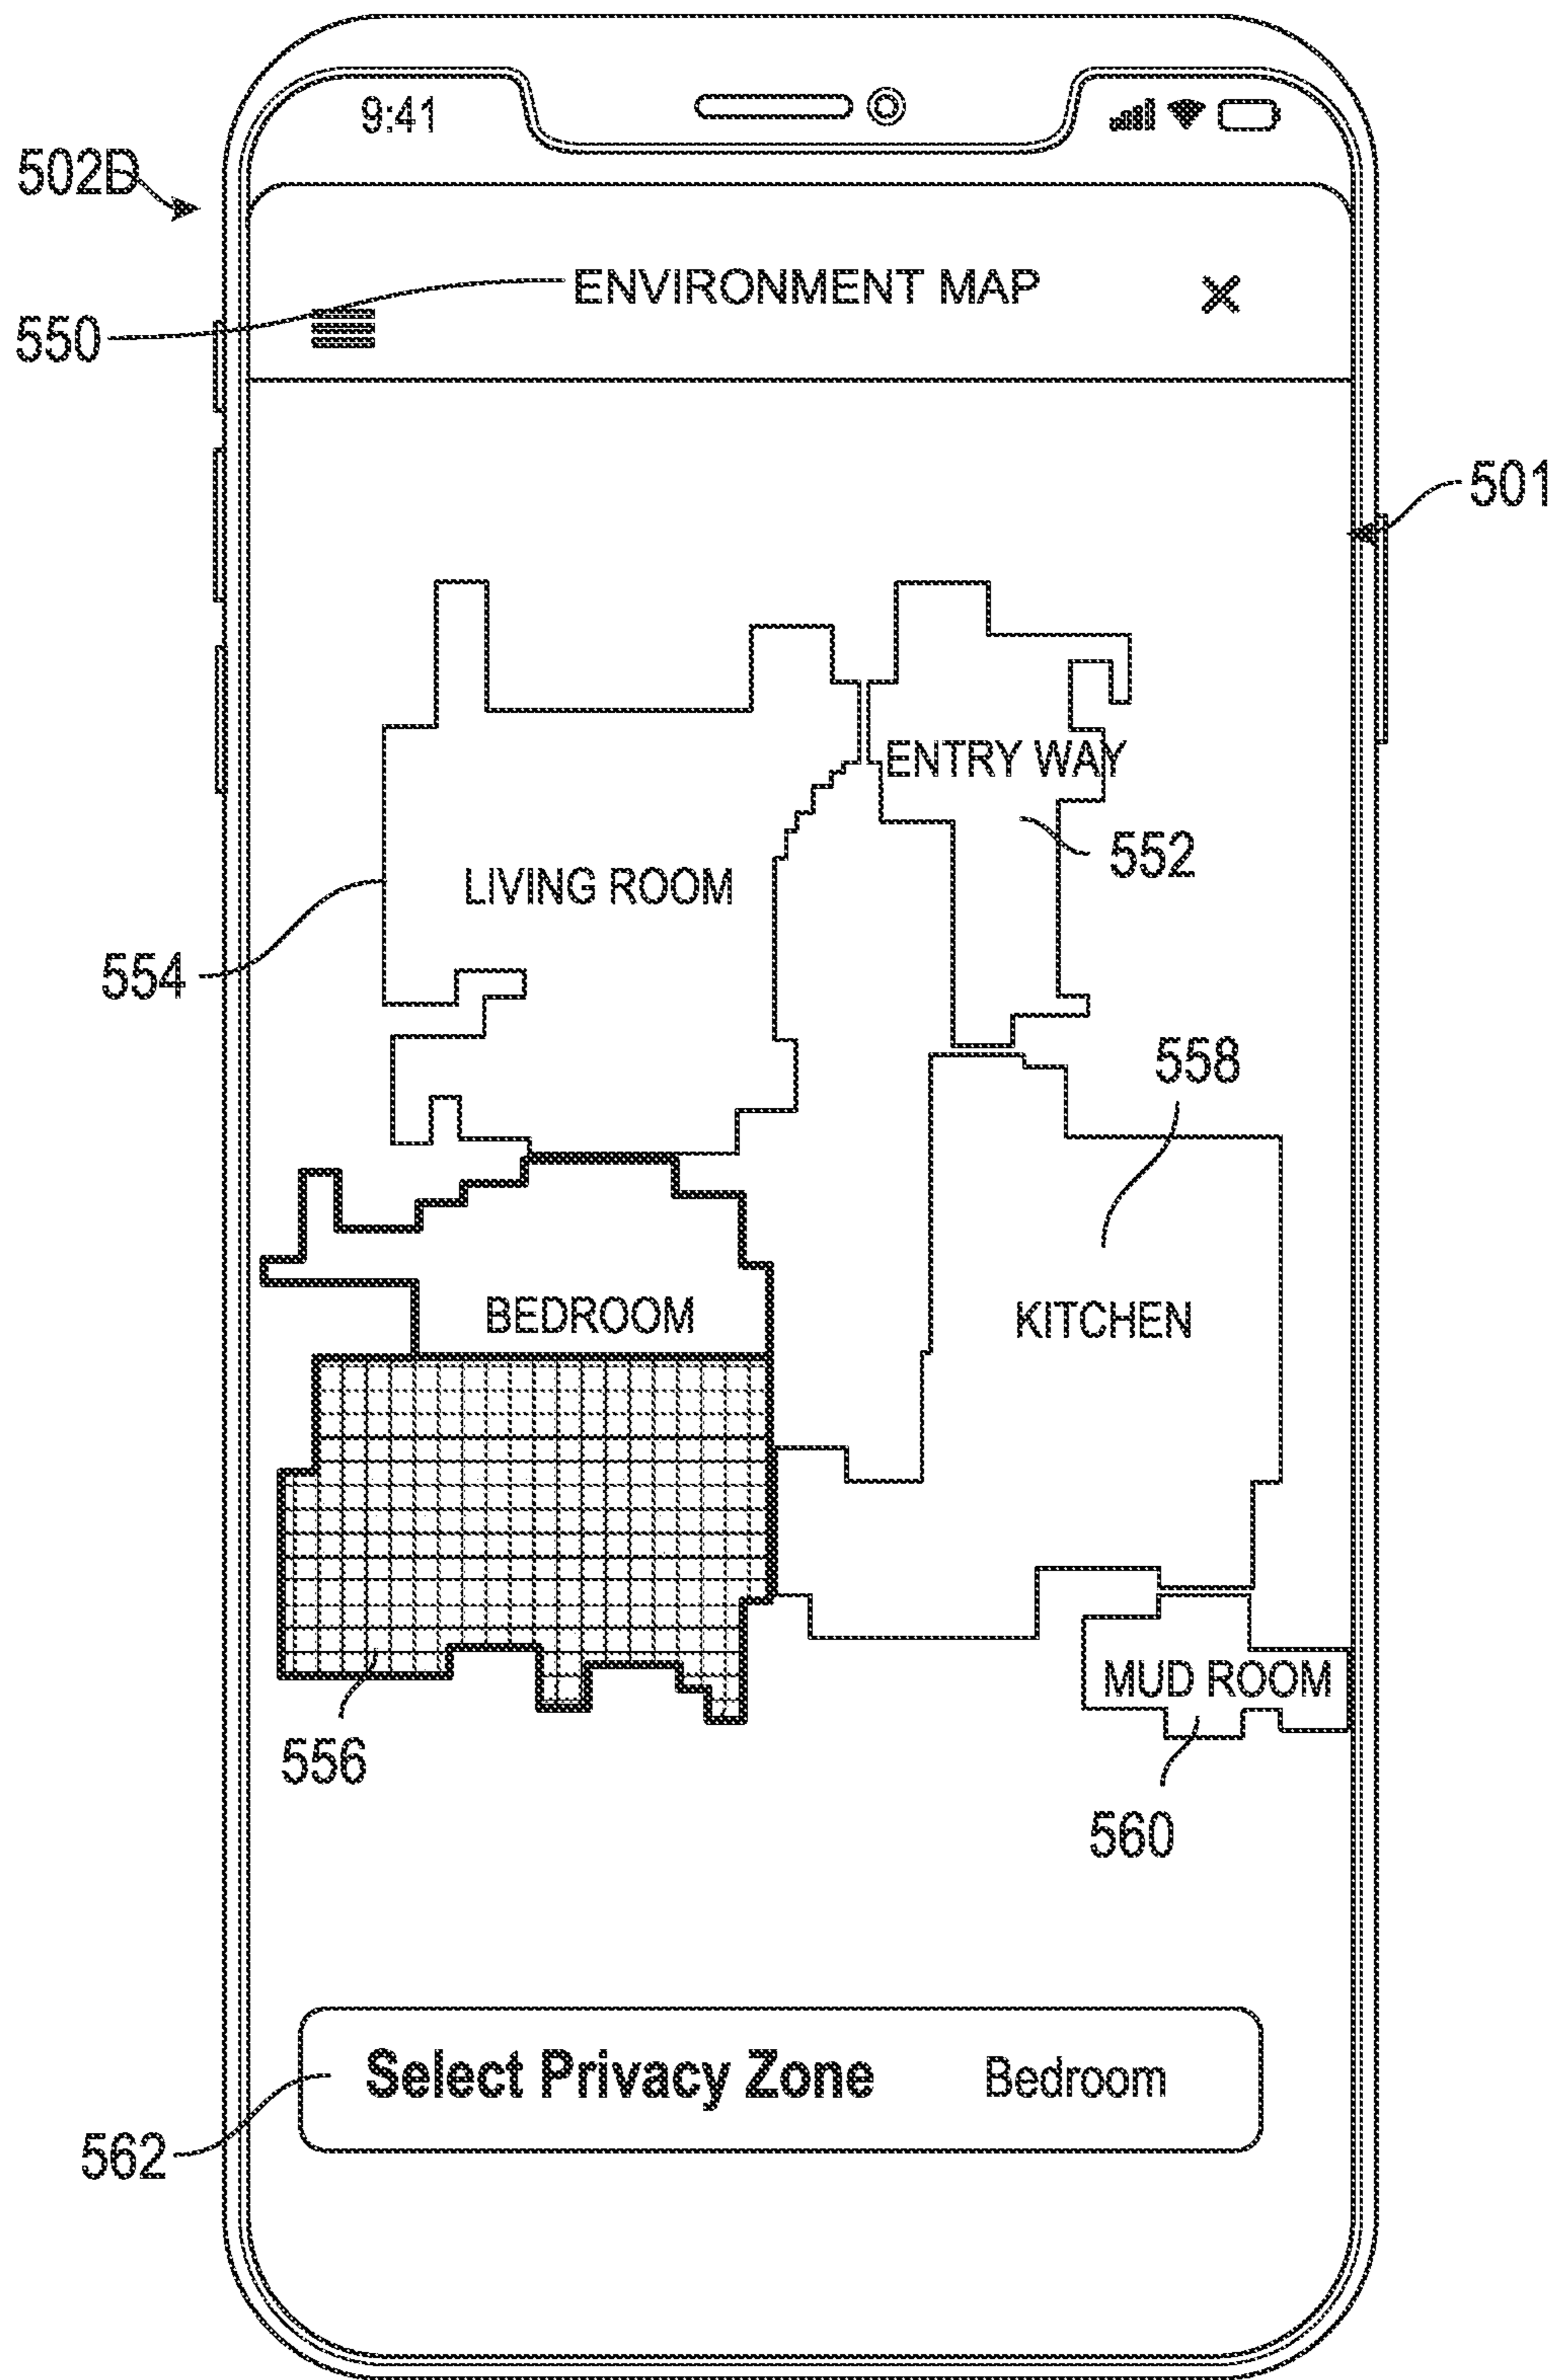 9:41
502B
ENVIRONMENT MAP
550
501
ENTRY WAY
552
LIVING ROOM
554
558
BEDROOM
KITCHEN
MUD ROOM
556
560
Select Privacy Zone Bedroom
562